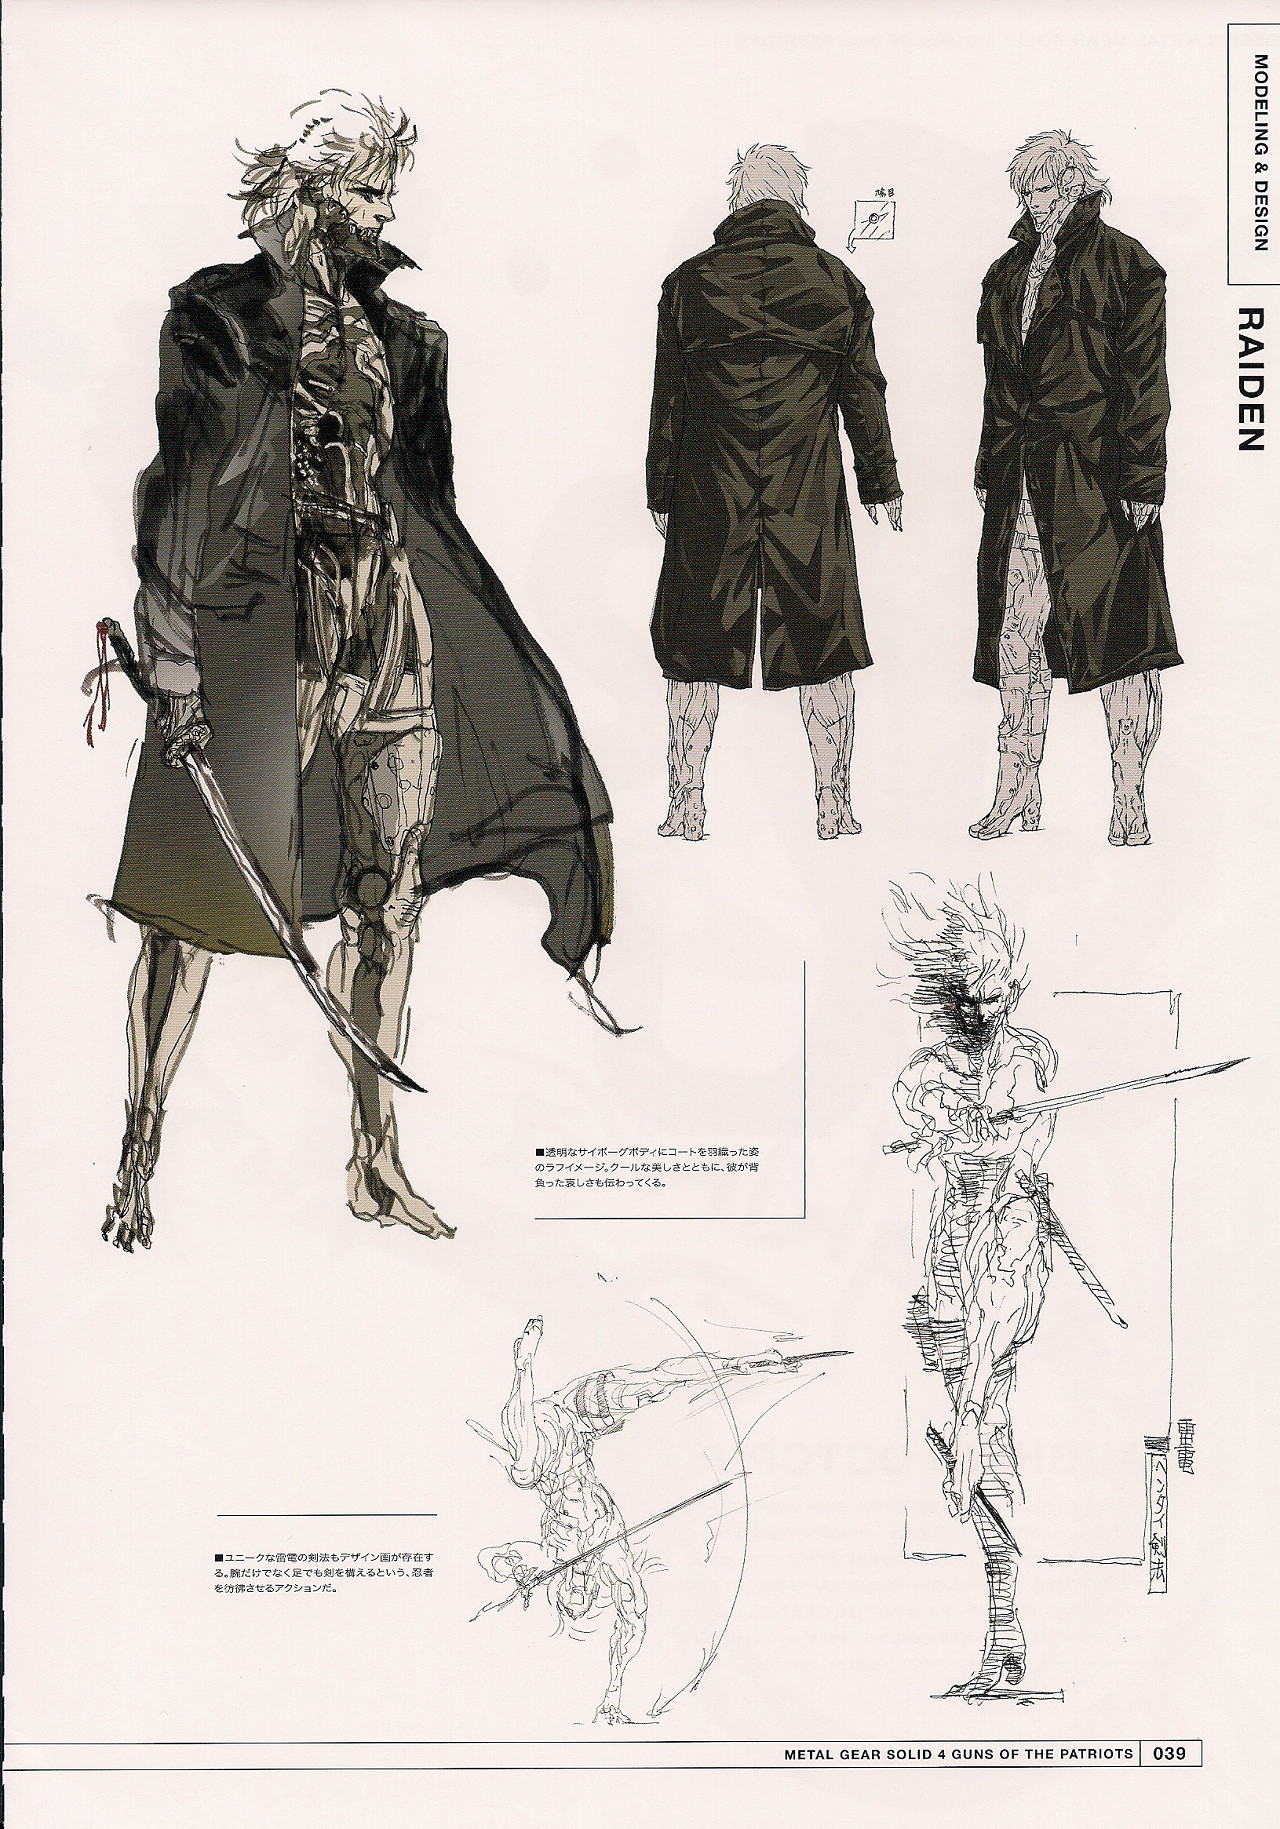 MODELING & DESIGN
RAIDEN
■透明なサイボーグボディにコートを羽織った姿
のラフイメージ。クールな美しさとともに、彼が背
負った哀しさも伝わってくる。
雷電
ヘンタイ剣法
■ユニークな雷電の剣法もデザイン画が存在す
る。腕だけでなく足でも剣を構えるという、忍者
を彷彿させるアクションだ。
METAL GEAR SOLID 4 GUNS OF THE PATRIOTS 039